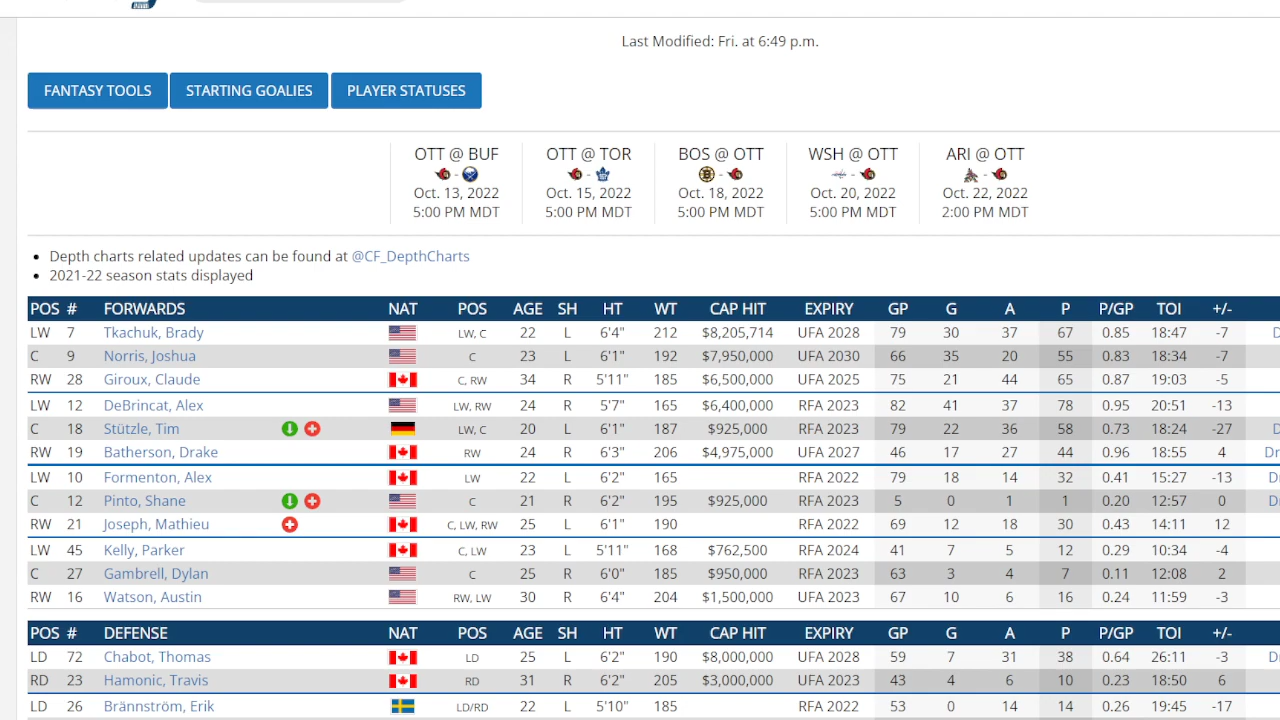 Last Modified: Fri. at 6:49 p.m.
FANTASY TOOLS STARTING GOALIES PLAYER STATUSES
OTT @ BUF OTT @ TOR BOS @ OTT WSH @ OTT ARI @ OTT
- - - - -
Oct. 13, 2022 Oct. 15, 2022 Oct. 18, 2022 Oct. 20, 2022 Oct. 22, 2022
5:00 PM MDT 5:00 PM MDT 5:00 PM MDT 5:00 PM MDT 2:00 PM MDT
• Depth charts related updates can be found at @CF_DepthCharts
• 2021-22 season stats displayed
POS # FORWARDS NAT POS AGE SH HT WT CAP HIT EXPIRY GP G A P P/GP TOI +/-
LW 7 Tkachuk, Brady LW, C 22 L 6'4" 212 $8,205,714 UFA 2028 79 30 37 67 0.85 18:47 -7
C 9 Norris, Joshua C 23 L 6'1" 192 $7,950,000 UFA 2030 66 35 20 55 0.83 18:34 -7
RW 28 Giroux, Claude C, RW 34 R 5'11" 185 $6,500,000 UFA 2025 75 21 44 65 0.87 19:03 -5
LW 12 DeBrincat, Alex LW, RW 24 R 5'7" 165 $6,400,000 RFA 2023 82 41 37 78 0.95 20:51 -13
C 18 Stützle, Tim LW, C 20 L 6'1" 187 $925,000 RFA 2023 79 22 36 58 0.73 18:24 -27
RW 19 Batherson, Drake RW 24 R 6'3" 206 $4,975,000 UFA 2027 46 17 27 44 0.96 18:55 4
LW 10 Formenton, Alex LW 22 L 6'2" 165 RFA 2022 79 18 14 32 0.41 15:27 -13
C 12 Pinto, Shane C 21 R 6'2" 195 $925,000 RFA 2023 5 0 1 1 0.20 12:57 0
RW 21 Joseph, Mathieu C, LW, RW 25 L 6'1" 190 RFA 2022 69 12 18 30 0.43 14:11 12
LW 45 Kelly, Parker C, LW 23 L 5'11" 168 $762,500 RFA 2024 41 7 5 12 0.29 10:34 -4
C 27 Gambrell, Dylan C 25 R 6'0" 185 $950,000 RFA 2023 63 3 4 7 0.11 12:08 2
RW 16 Watson, Austin RW, LW 30 R 6'4" 204 $1,500,000 UFA 2023 67 10 6 16 0.24 11:59 -3
POS # DEFENSE NAT POS AGE SH HT WT CAP HIT EXPIRY GP G A P P/GP TOI +/-
LD 72 Chabot, Thomas LD 25 L 6'2" 190 $8,000,000 UFA 2028 59 7 31 38 0.64 26:11 -3
RD 23 Hamonic, Travis RD 31 R 6'2" 205 $3,000,000 UFA 2023 43 4 6 10 0.23 18:50 6
LD 26 Brännström, Erik LD/RD 22 L 5'10" 185 RFA 2022 53 0 14 14 0.26 19:45 -17